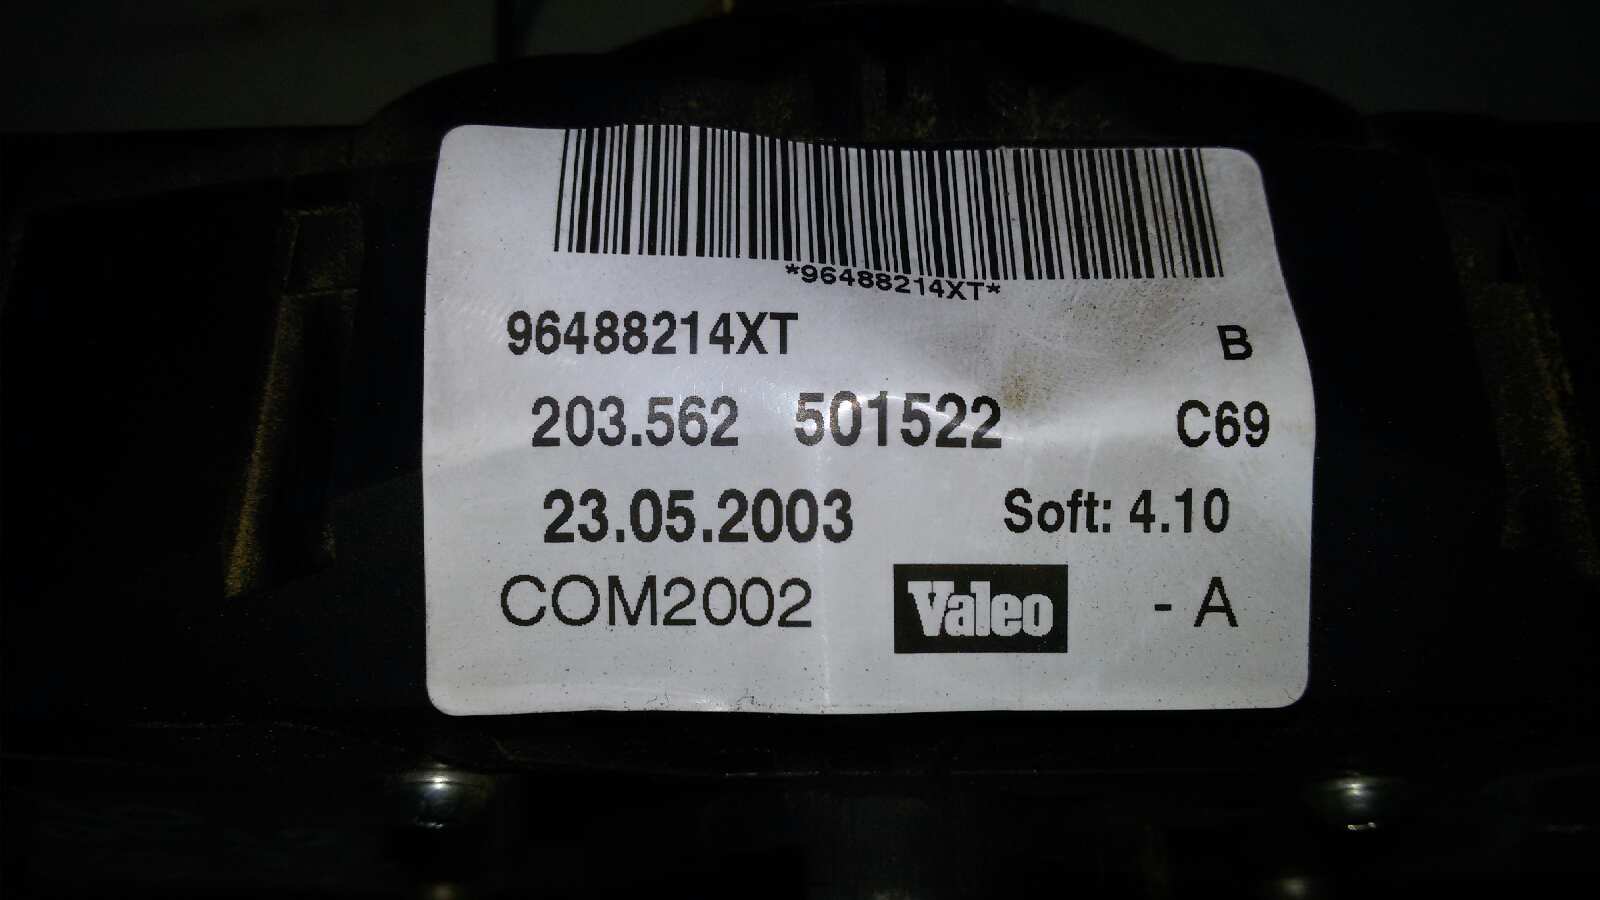 *96488214XT*
96488214XT B
203.562 501522 C69
23.05.2003 Soft: 4.10
COM2002 Valeo - A